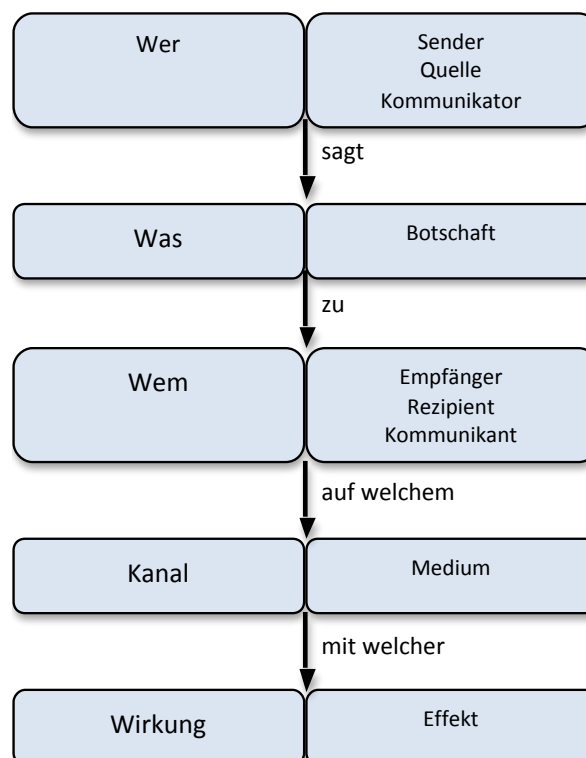 Wer
Sender
Quelle
Kommunikator
sagt
Was
Botschaft
zu
Wem
Empfänger
Rezipient
Kommunikant
auf welchem
Kanal
Medium
mit welcher
Wirkung
Effekt